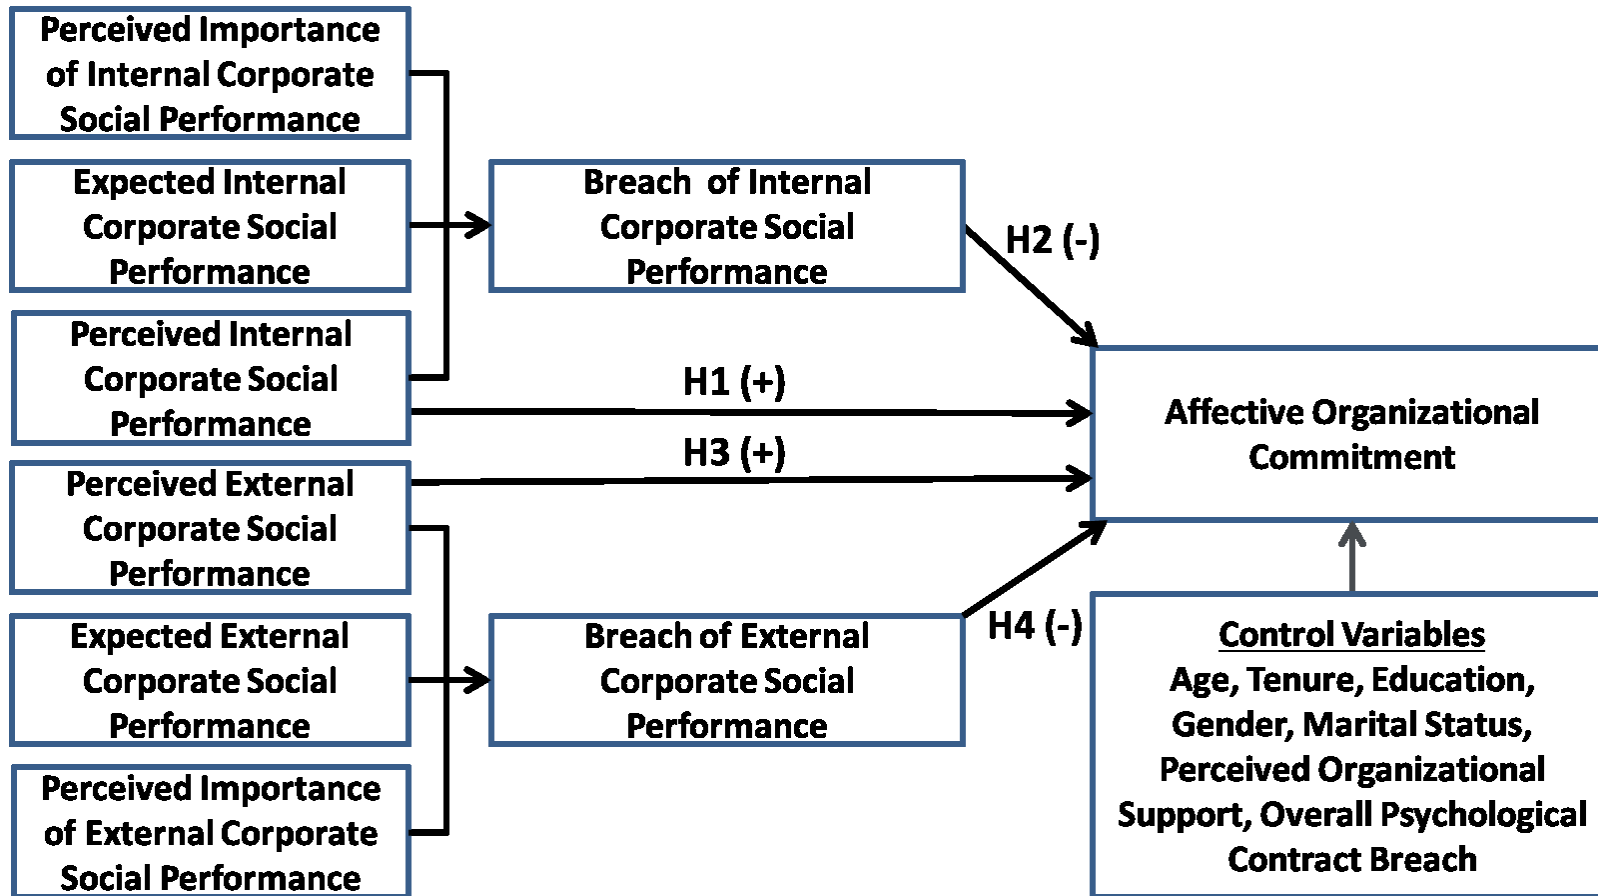 Perceived Importance
of Internal Corporate
Social Performance
Expected Internal
Corporate Social
Performance
Breach of Internal
Corporate Social
Performance
H2 (-)
Perceived Internal
Corporate Social
Performance
H1 (+)
H3 (+)
Affective Organizational
Commitment
Perceived External
Corporate Social
Performance
Expected External
Corporate Social
Performance
Breach of External
Corporate Social
Performance
H4 (-)
Perceived Importance
of External Corporate
Social Performance
Control Variables
Age, Tenure, Education,
Gender, Marital Status,
Perceived Organizational
Support, Overall Psychological
Contract Breach